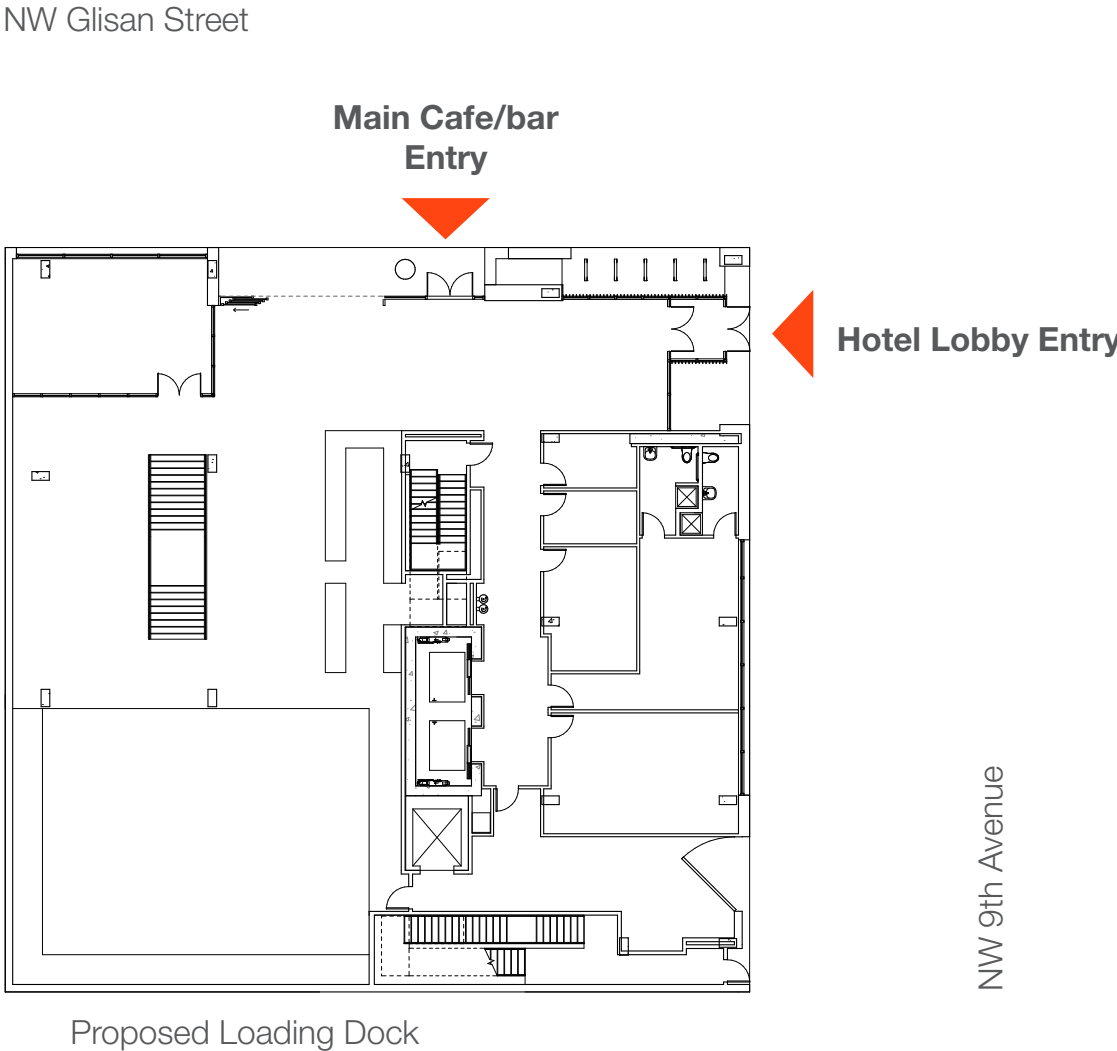 NW Glisan Street
Main Cafe/bar
Entry
Hotel Lobby Entry
NW 9th Avenue
Proposed Loading Dock